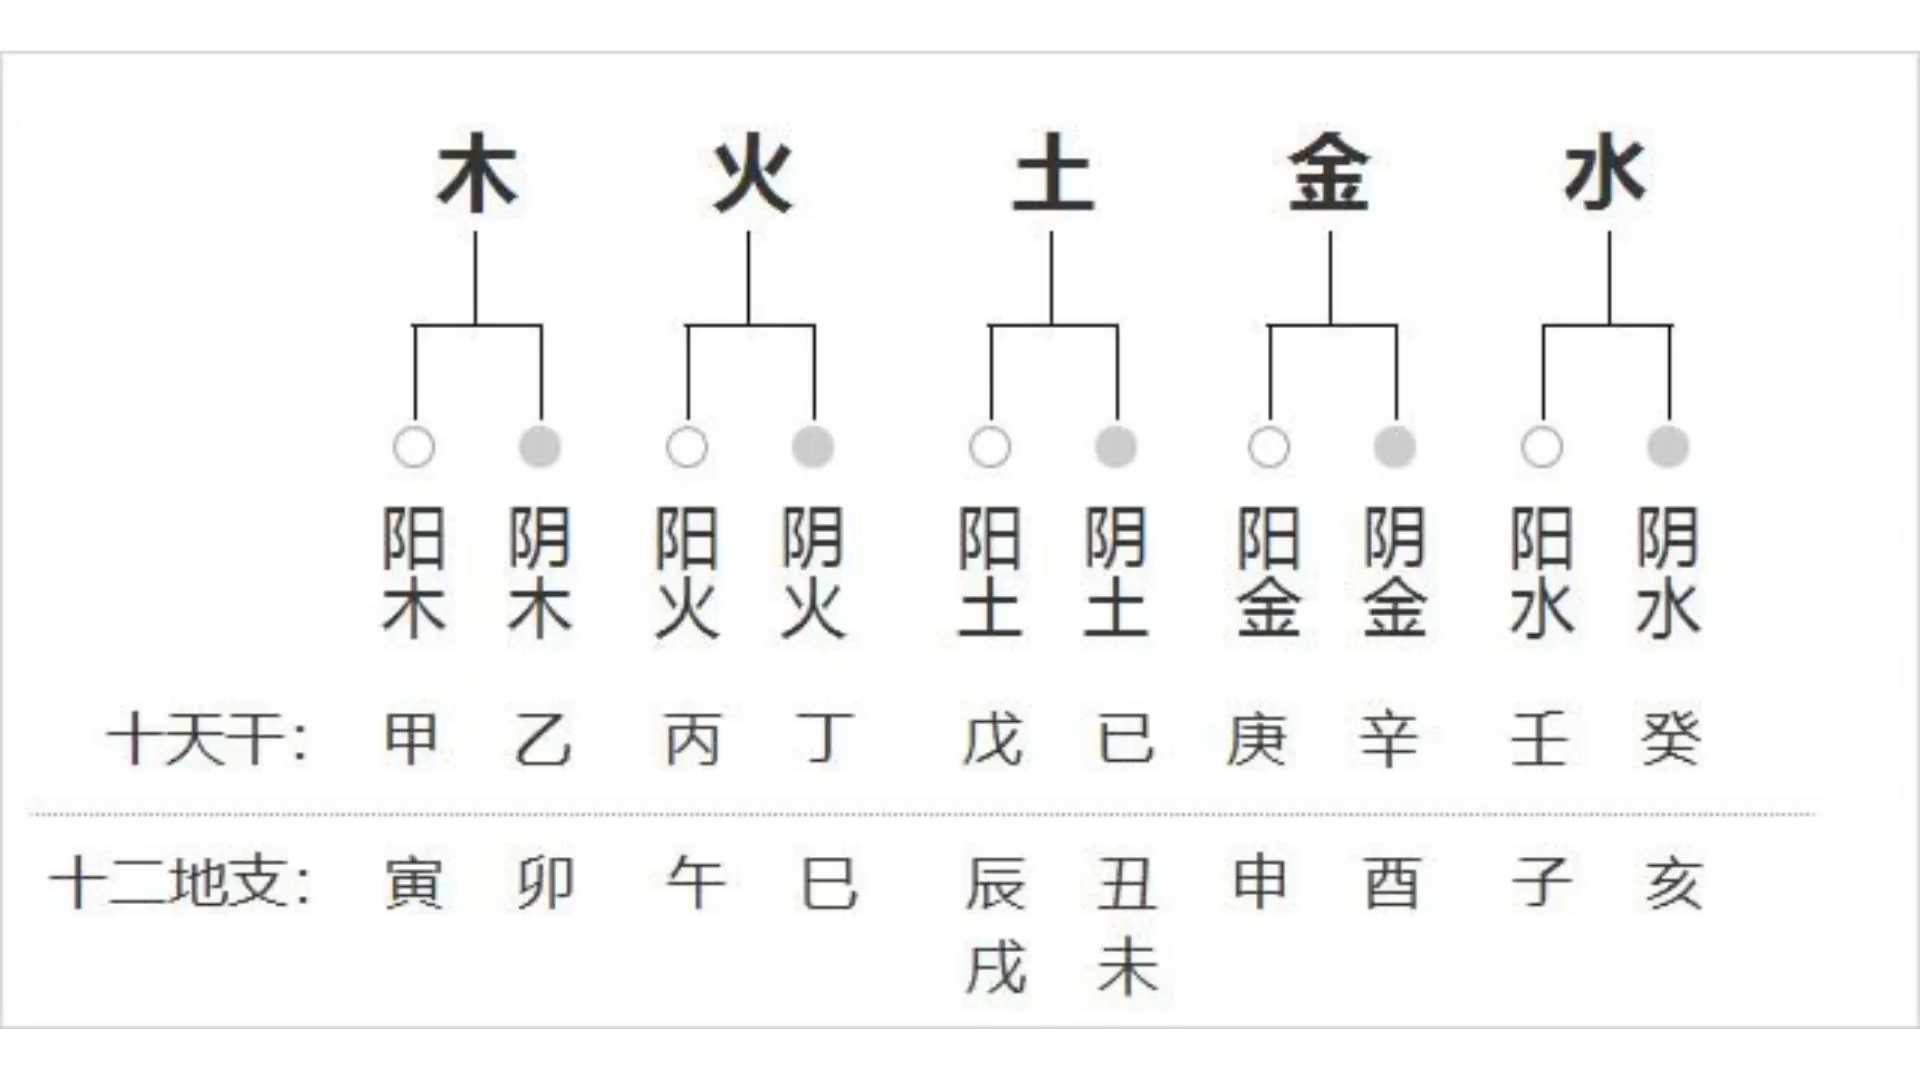 木 火 土 金 水
阳木 阴木 阳火 阴火 阳土 阴土 阳金 阴金 阳水 阴水
十天干： 甲 乙 丙 丁 戊 已 庚 辛 壬 癸
十二地支： 寅 卯 午 巳 辰 丑 申 酉 子 亥
戌 未